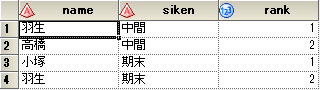 name siken rank
1 羽生 中間 1
2 高橋 中間 2
3 小塚 期末 1
4 羽生 期末 2